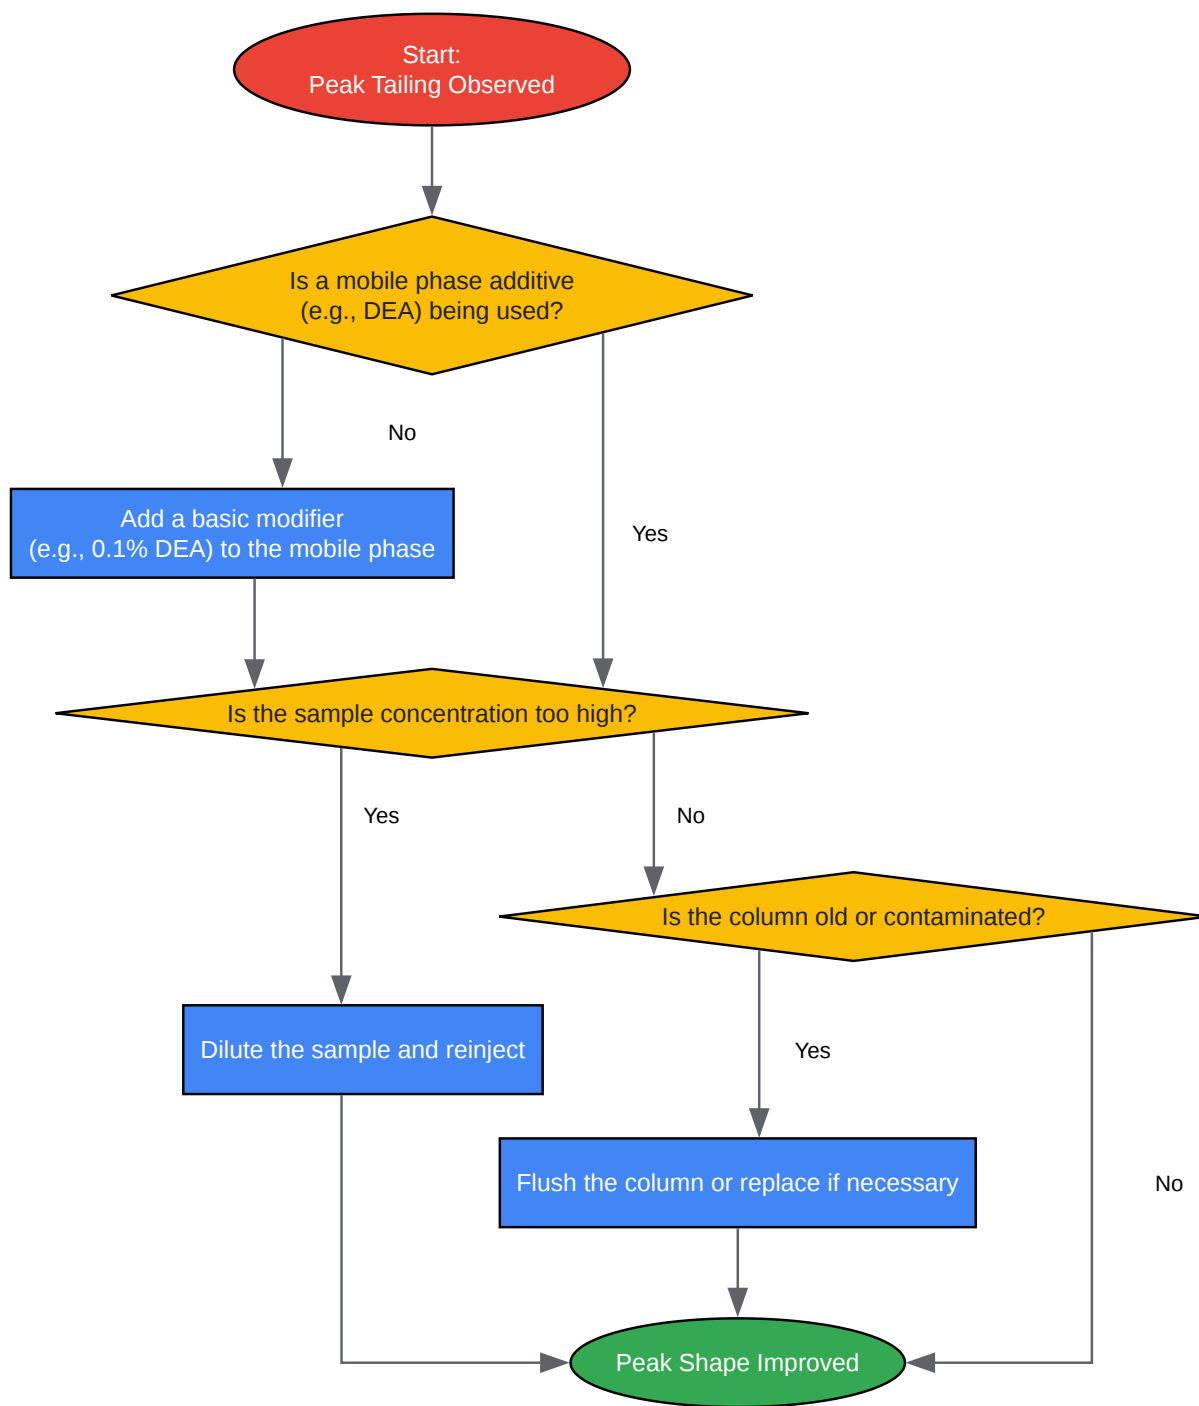 Start:
Peak Tailing Observed
Is a mobile phase additive
(e.g., DEA) being used?
No
Add a basic modifier
(e.g., 0.1% DEA) to the mobile phase
Yes
Is the sample concentration too high?
Yes
No
Is the column old or contaminated?
Dilute the sample and reinject
Yes
Flush the column or replace if necessary
No
Peak Shape Improved